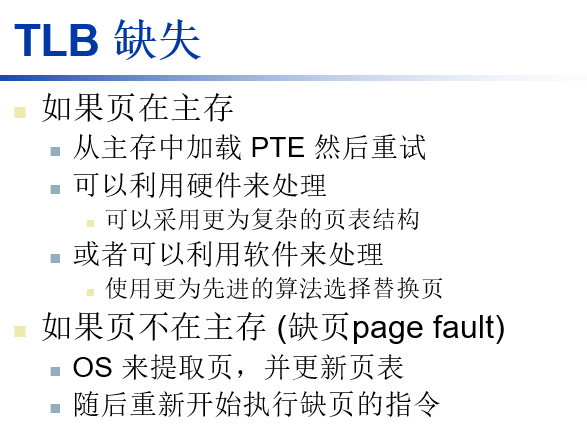 TLB 缺失
如果页在主存
从主存中加载 PTE 然后重试
可以利用硬件来处理
可以采用更为复杂的页表结构
或者可以利用软件来处理
使用更为先进的算法选择替换页
如果页不在主存 (缺页page fault)
OS 来提取页，并更新页表
随后重新开始执行缺页的指令